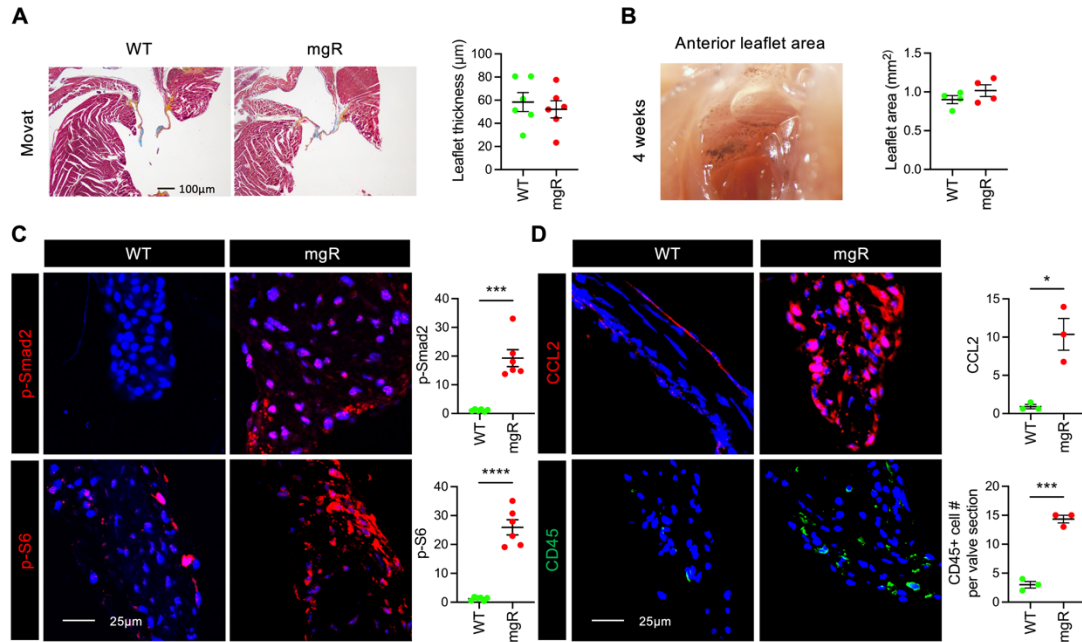 A
WT
mgR
Movat
100μm
Leaflet thickness (μm)
100
80
60
40
20
0
WT
mgR
B
Anterior leaflet area
4 weeks
Leaflet area (mm²)
1.5
1.0
0.5
0.0
WT
mgR
C
WT
mgR
p-Smad2
p-Smad2
***
40
30
20
10
0
WT
mgR
p-S6
25μm
p-S6
****
40
30
20
10
0
WT
mgR
D
WT
mgR
CCL2
CCL2
*
15
10
5
0
WT
mgR
CD45
25μm
CD45+ cell #
per valve section
***
20
15
10
5
0
WT
mgR